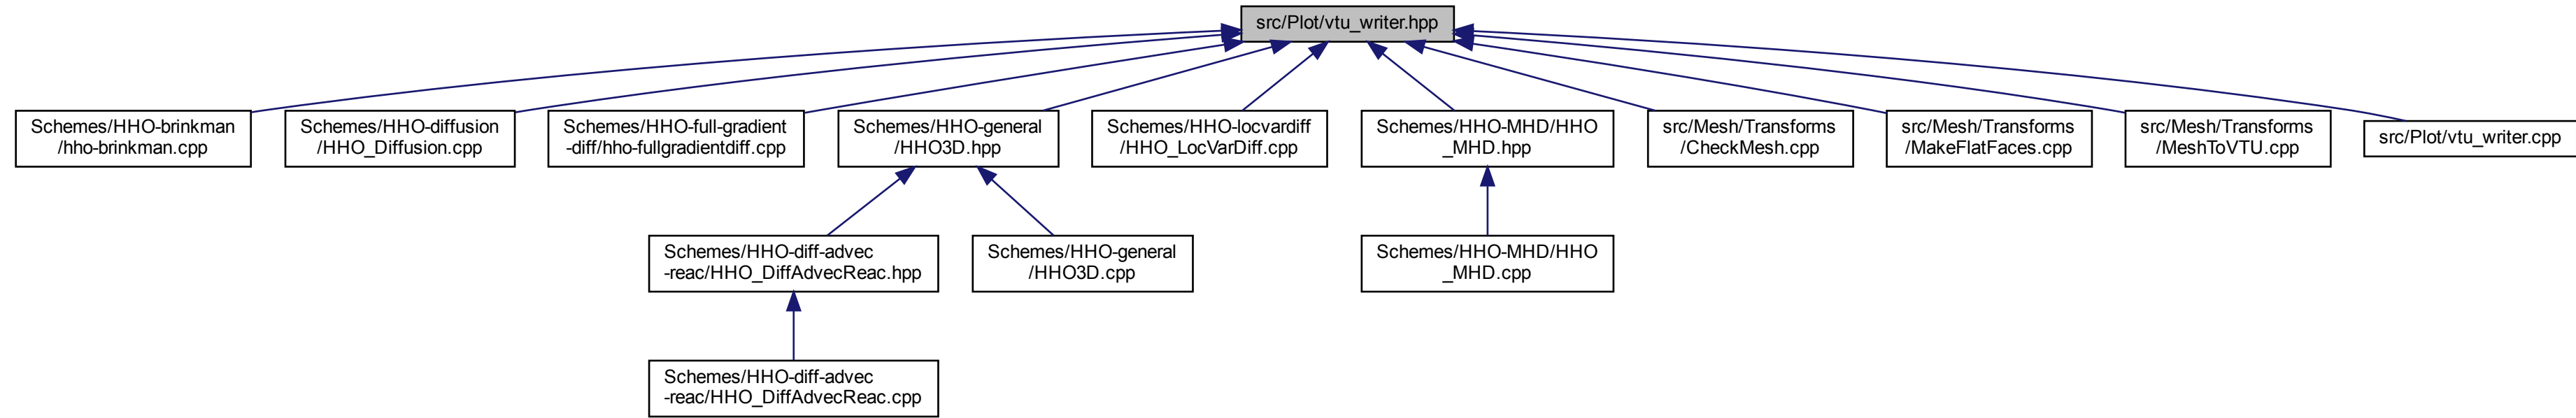 src/Plot/vtu_writer.hpp
Schemes/HHO-brinkman
/hho-brinkman.cpp
Schemes/HHO-diffusion
/HHO_Diffusion.cpp
Schemes/HHO-full-gradient
-diff/hho-fullgradientdiff.cpp
Schemes/HHO-general
/HHO3D.hpp
Schemes/HHO-locvardiff
/HHO_LocVarDiff.cpp
Schemes/HHO-MHD/HHO
_MHD.hpp
src/Mesh/Transforms
/CheckMesh.cpp
src/Mesh/Transforms
/MakeFlatFaces.cpp
src/Mesh/Transforms
/MeshToVTU.cpp
src/Plot/vtu_writer.cpp
Schemes/HHO-diff-advec
-reac/HHO_DiffAdvecReac.hpp
Schemes/HHO-general
/HHO3D.cpp
Schemes/HHO-MHD/HHO
_MHD.cpp
Schemes/HHO-diff-advec
-reac/HHO_DiffAdvecReac.cpp